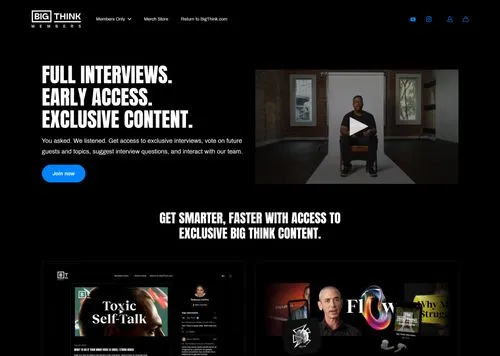 BIG THINK
MEMBERS
Members Only
Merch Store
Return to BigThink.com
FULL INTERVIEWS.
EARLY ACCESS.
EXCLUSIVE CONTENT.
You asked. We listened. Get access to exclusive interviews, vote on future
guests and topics, suggest interview questions, and interact with our team.
Join now
GET SMARTER, FASTER WITH ACCESS TO
EXCLUSIVE BIG THINK CONTENT.
Toxic
Self-Talk
Flow
Why M
Strugg